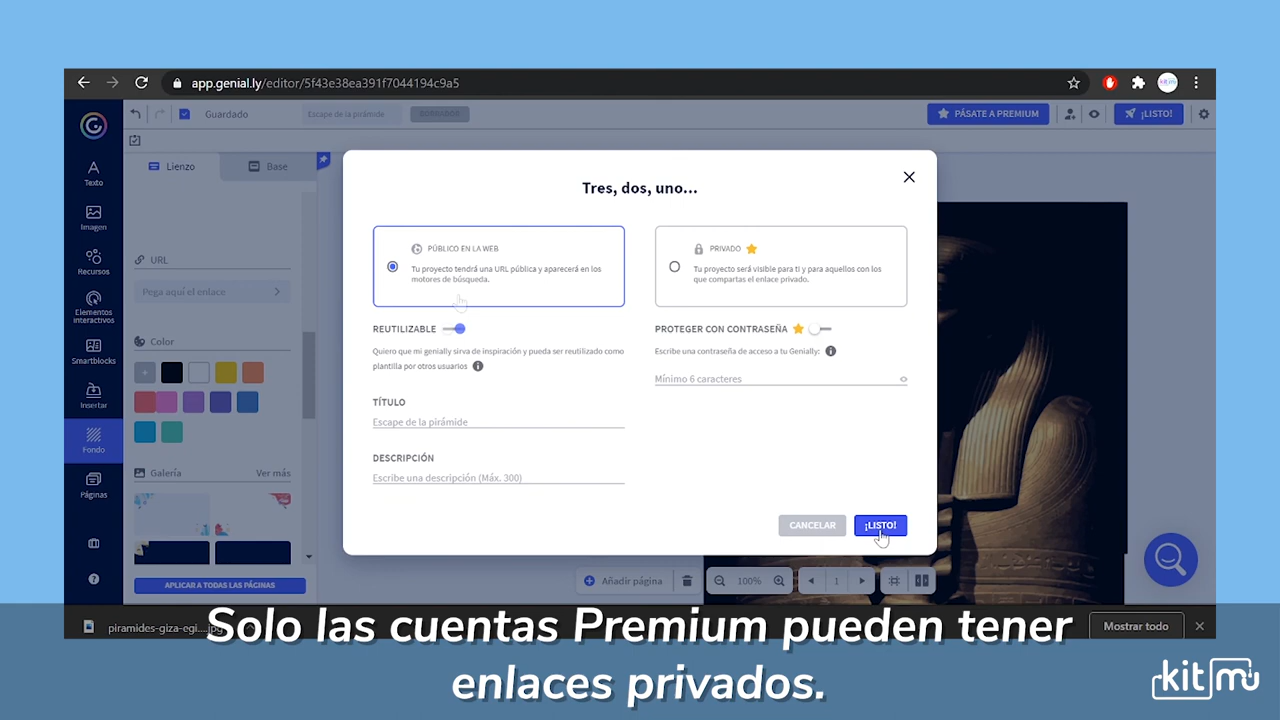 app.genial.ly/editor/5f43e38ea391f7044194c9a5
Guardado
Escape de la pirámide
BORRADOR
PÁSATE A PREMIUM
¡LISTO!
Texto
Imagen
Recursos
Elementos
interactivos
Smartblocks
Insertar
Fondo
Páginas
Lienzo
Base
URL
Pega aquí el enlace
Color
Galería
Ver más
APLICAR A TODAS LAS PÁGINAS
Tres, dos, uno...
PÚBLICO EN LA WEB
Tu proyecto tendrá una URL pública y aparecerá en los
motores de búsqueda.
PRIVADO
Tu proyecto será visible para ti y para aquellos con los
que compartas el enlace privado.
REUTILIZABLE
Quiero que mi genially sirva de inspiración y pueda ser reutilizado como
plantilla por otros usuarios
PROTEGER CON CONTRASEÑA
Escribe una contraseña de acceso a tu Genially:
Mínimo 6 caracteres
TÍTULO
Escape de la pirámide
DESCRIPCIÓN
Escribe una descripción (Máx. 300)
CANCELAR
¡LISTO!
Añadir página
100%
1
piramides-giza-egi....jpg
Mostrar todo
Solo las cuentas Premium pueden tener
enlaces privados.
kit mu